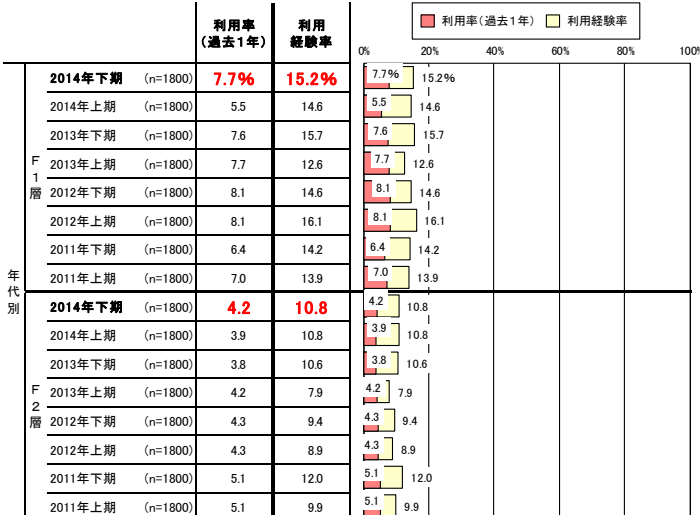 利用率
(過去1年)
利用
経験率
利用率(過去1年) 利用経験率
0% 20% 40% 60% 80% 100%
年代別
F1層
2014年下期 (n=1800) 7.7% 15.2% 7.7% 15.2%
2014年上期 (n=1800) 5.5 14.6 5.5 14.6
2013年下期 (n=1800) 7.6 15.7 7.6 15.7
2013年上期 (n=1800) 7.7 12.6 7.7 12.6
2012年下期 (n=1800) 8.1 14.6 8.1 14.6
2012年上期 (n=1800) 8.1 16.1 8.1 16.1
2011年下期 (n=1800) 6.4 14.2 6.4 14.2
2011年上期 (n=1800) 7.0 13.9 7.0 13.9
F2層
2014年下期 (n=1800) 4.2 10.8 4.2 10.8
2014年上期 (n=1800) 3.9 10.8 3.9 10.8
2013年下期 (n=1800) 3.8 10.6 3.8 10.6
2013年上期 (n=1800) 4.2 7.9 4.2 7.9
2012年下期 (n=1800) 4.3 9.4 4.3 9.4
2012年上期 (n=1800) 4.3 8.9 4.3 8.9
2011年下期 (n=1800) 5.1 12.0 5.1 12.0
2011年上期 (n=1800) 5.1 9.9 5.1 9.9